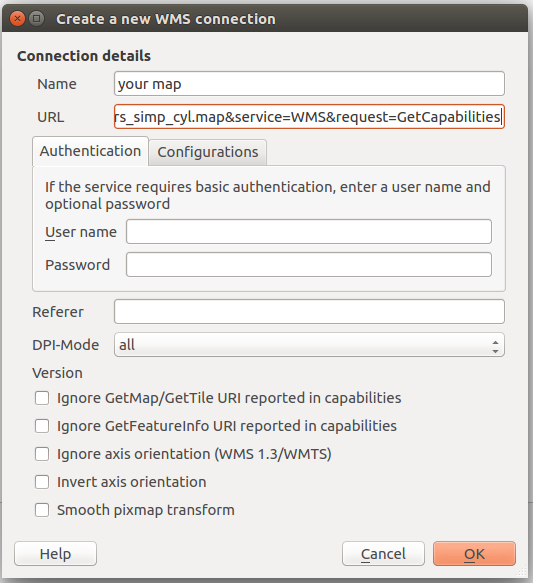 Create a new WMS connection
Connection details
Name your map
URL rs_simp_cyl.map&service=WMS&request=GetCapabilities
Authentication Configurations
If the service requires basic authentication, enter a user name and
optional password
User name
Password
Referer
DPI-Mode all
Version
Ignore GetMap/GetTile URI reported in capabilities
Ignore GetFeatureInfo URI reported in capabilities
Ignore axis orientation (WMS 1.3/WMTS)
Invert axis orientation
Smooth pixmap transform
Help Cancel OK